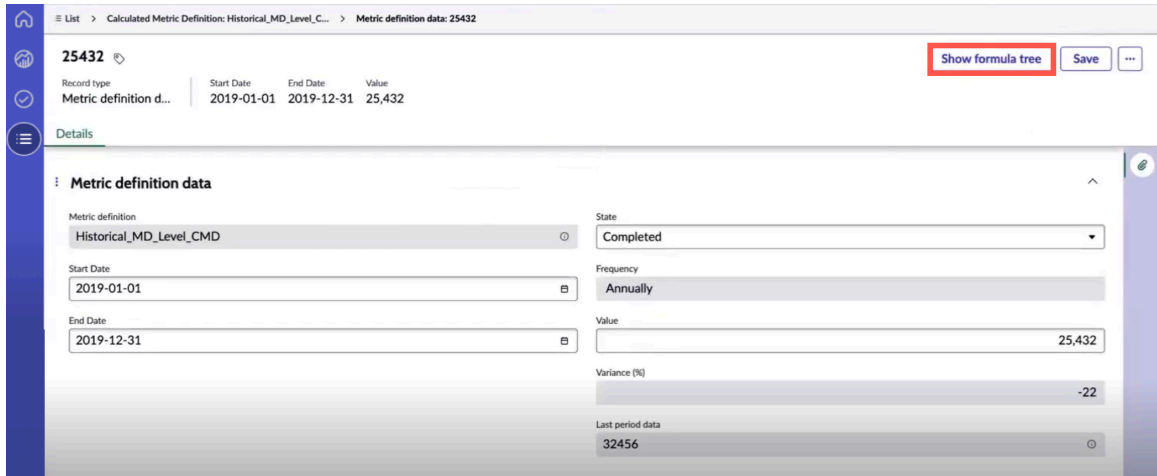 List > Calculated Metric Definition: Historical_MD_Level_C... > Metric definition data: 25432
25432
Show formula tree
Save
...
Record type
Metric definition d...
Start Date
2019-01-01
End Date
2019-12-31
Value
25,432
Details
Metric definition data
Metric definition
Historical_MD_Level_CMD
State
Completed
Start Date
2019-01-01
Frequency
Annually
End Date
2019-12-31
Value
25,432
Variance (%)
-22
Last period data
32456